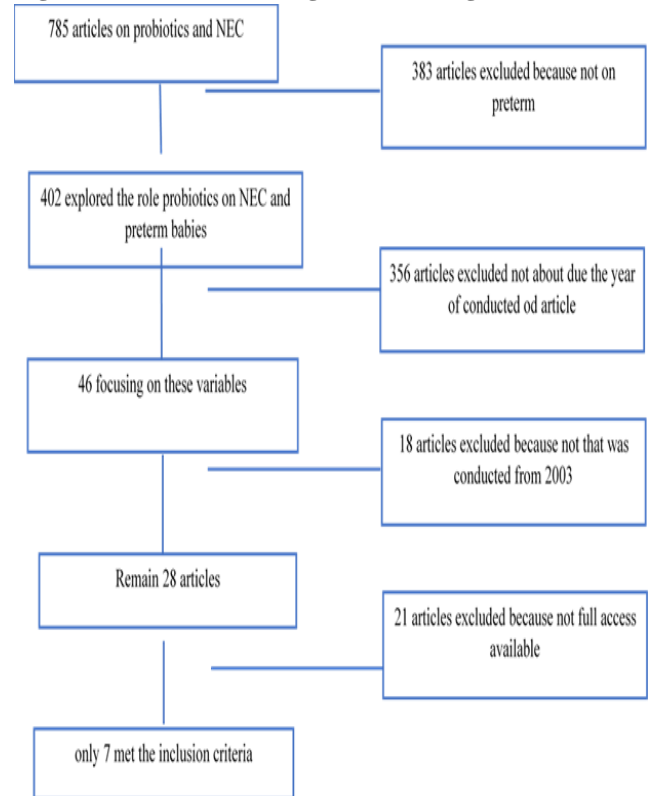 785 articles on probiotics and NEC
383 articles excluded because not on
preterm
402 explored the role probiotics on NEC and
preterm babies
356 articles excluded not about due the year
of conducted od article
46 focusing on these variables
18 articles excluded because not that was
conducted from 2003
Remain 28 articles
21 articles excluded because not full access
available
only 7 met the inclusion criteria